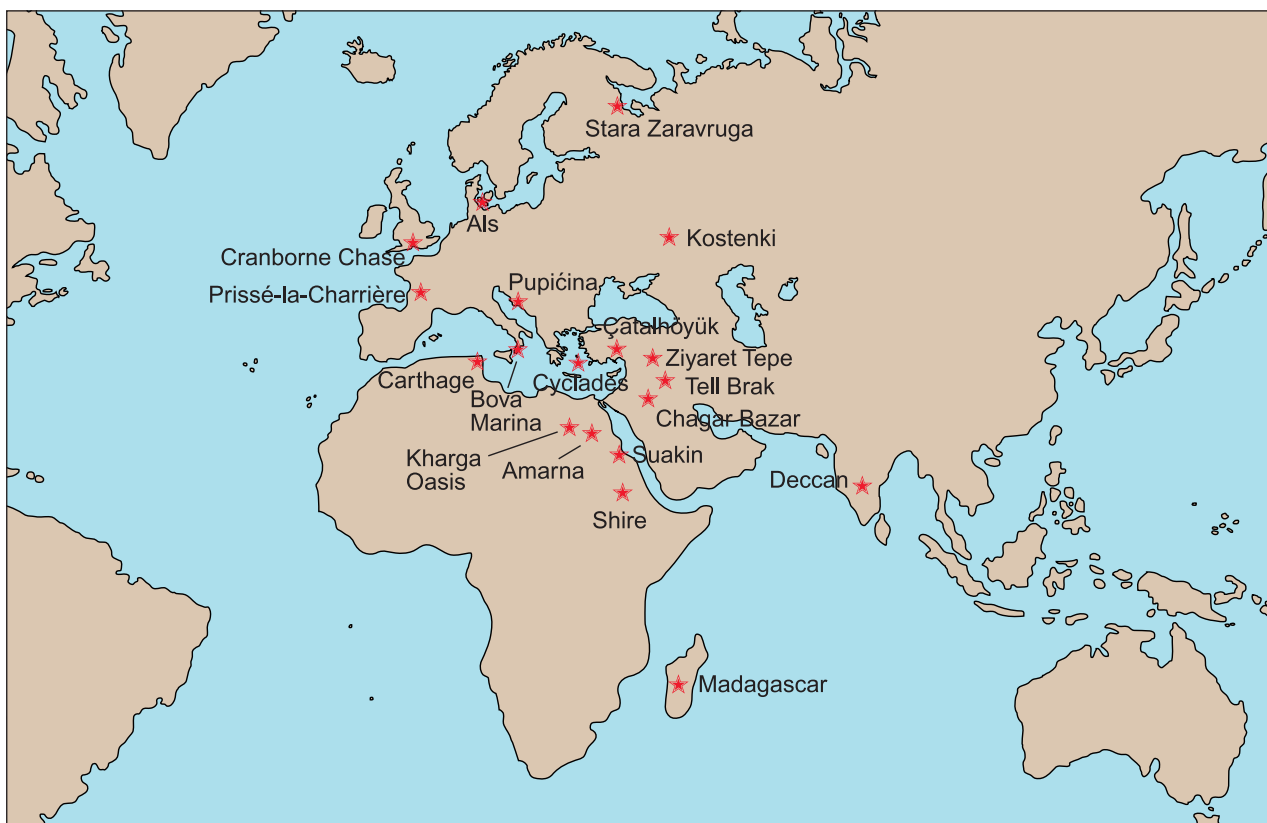 Stara Zaravruga
Als
Kostenki
Cranborne Chase
Prissé-la-Charrière
Pupićina
Çatalhöyük
Ziyaret Tepe
Carthage
Cyclades
Tell Brak
Bova
Marina
Chagar Bazar
Kharga
Oasis
Amarna
Suakin
Deccan
Shire
Madagascar